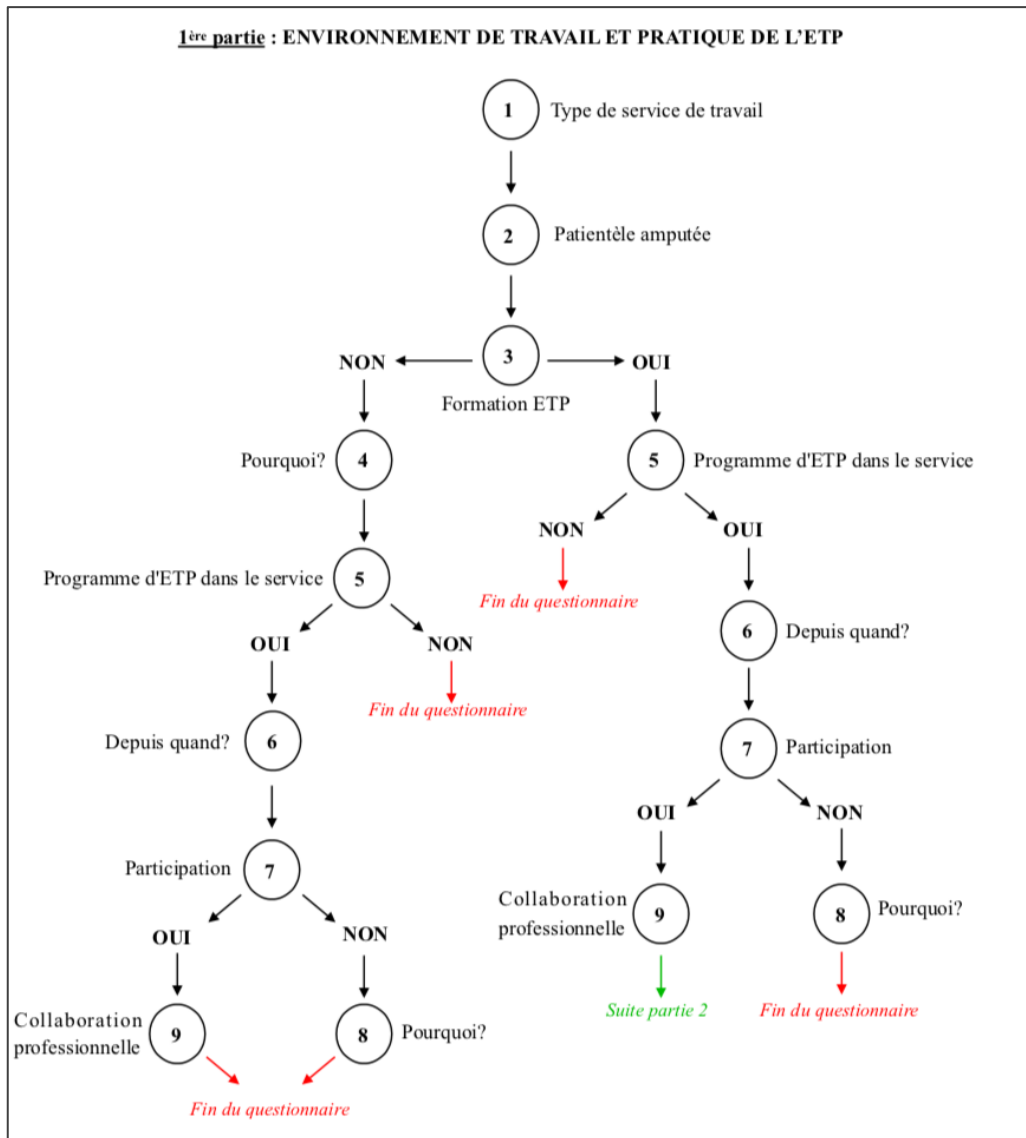 1ère partie : ENVIRONNEMENT DE TRAVAIL ET PRATIQUE DE L'ETP
1 Type de service de travail
2 Patientèle amputée
NON 3 OUI
Formation ETP
Pourquoi? 4
5 Programme d'ETP dans le service
NON OUI
Programme d'ETP dans le service 5
Fin du questionnaire
6 Depuis quand?
OUI NON
Fin du questionnaire
Depuis quand? 6
7 Participation
OUI NON
Participation 7
Collaboration
professionnelle
9
8 Pourquoi?
OUI NON
Suite partie 2 Fin du questionnaire
Collaboration
professionnelle
9
8 Pourquoi?
Fin du questionnaire